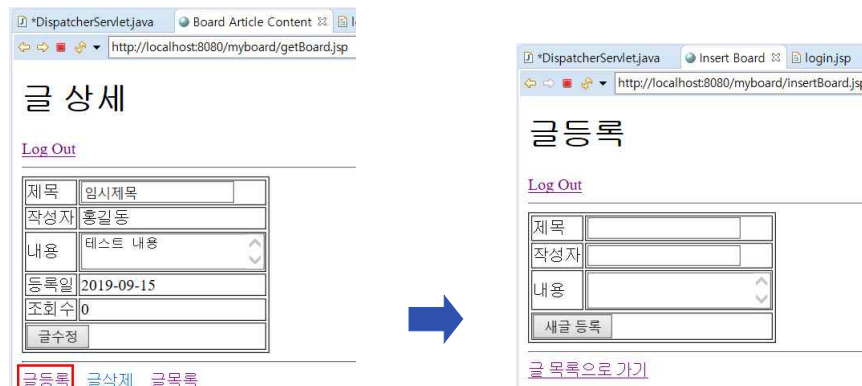 *DispatcherServlet.java
Board Article Content
http://localhost:8080/myboard/getBoard.jsp
글 상세
Log Out
제목 임시제목
작성자 홍길동
내용 테스트 내용
등록일 2019-09-15
조회수 0
글수정
글등록 글삭제 글목록
*DispatcherServlet.java
Insert Board
login.jsp
http://localhost:8080/myboard/insertBoard.jsp
글등록
Log Out
제목
작성자
내용
새글 등록
글 목록으로 가기